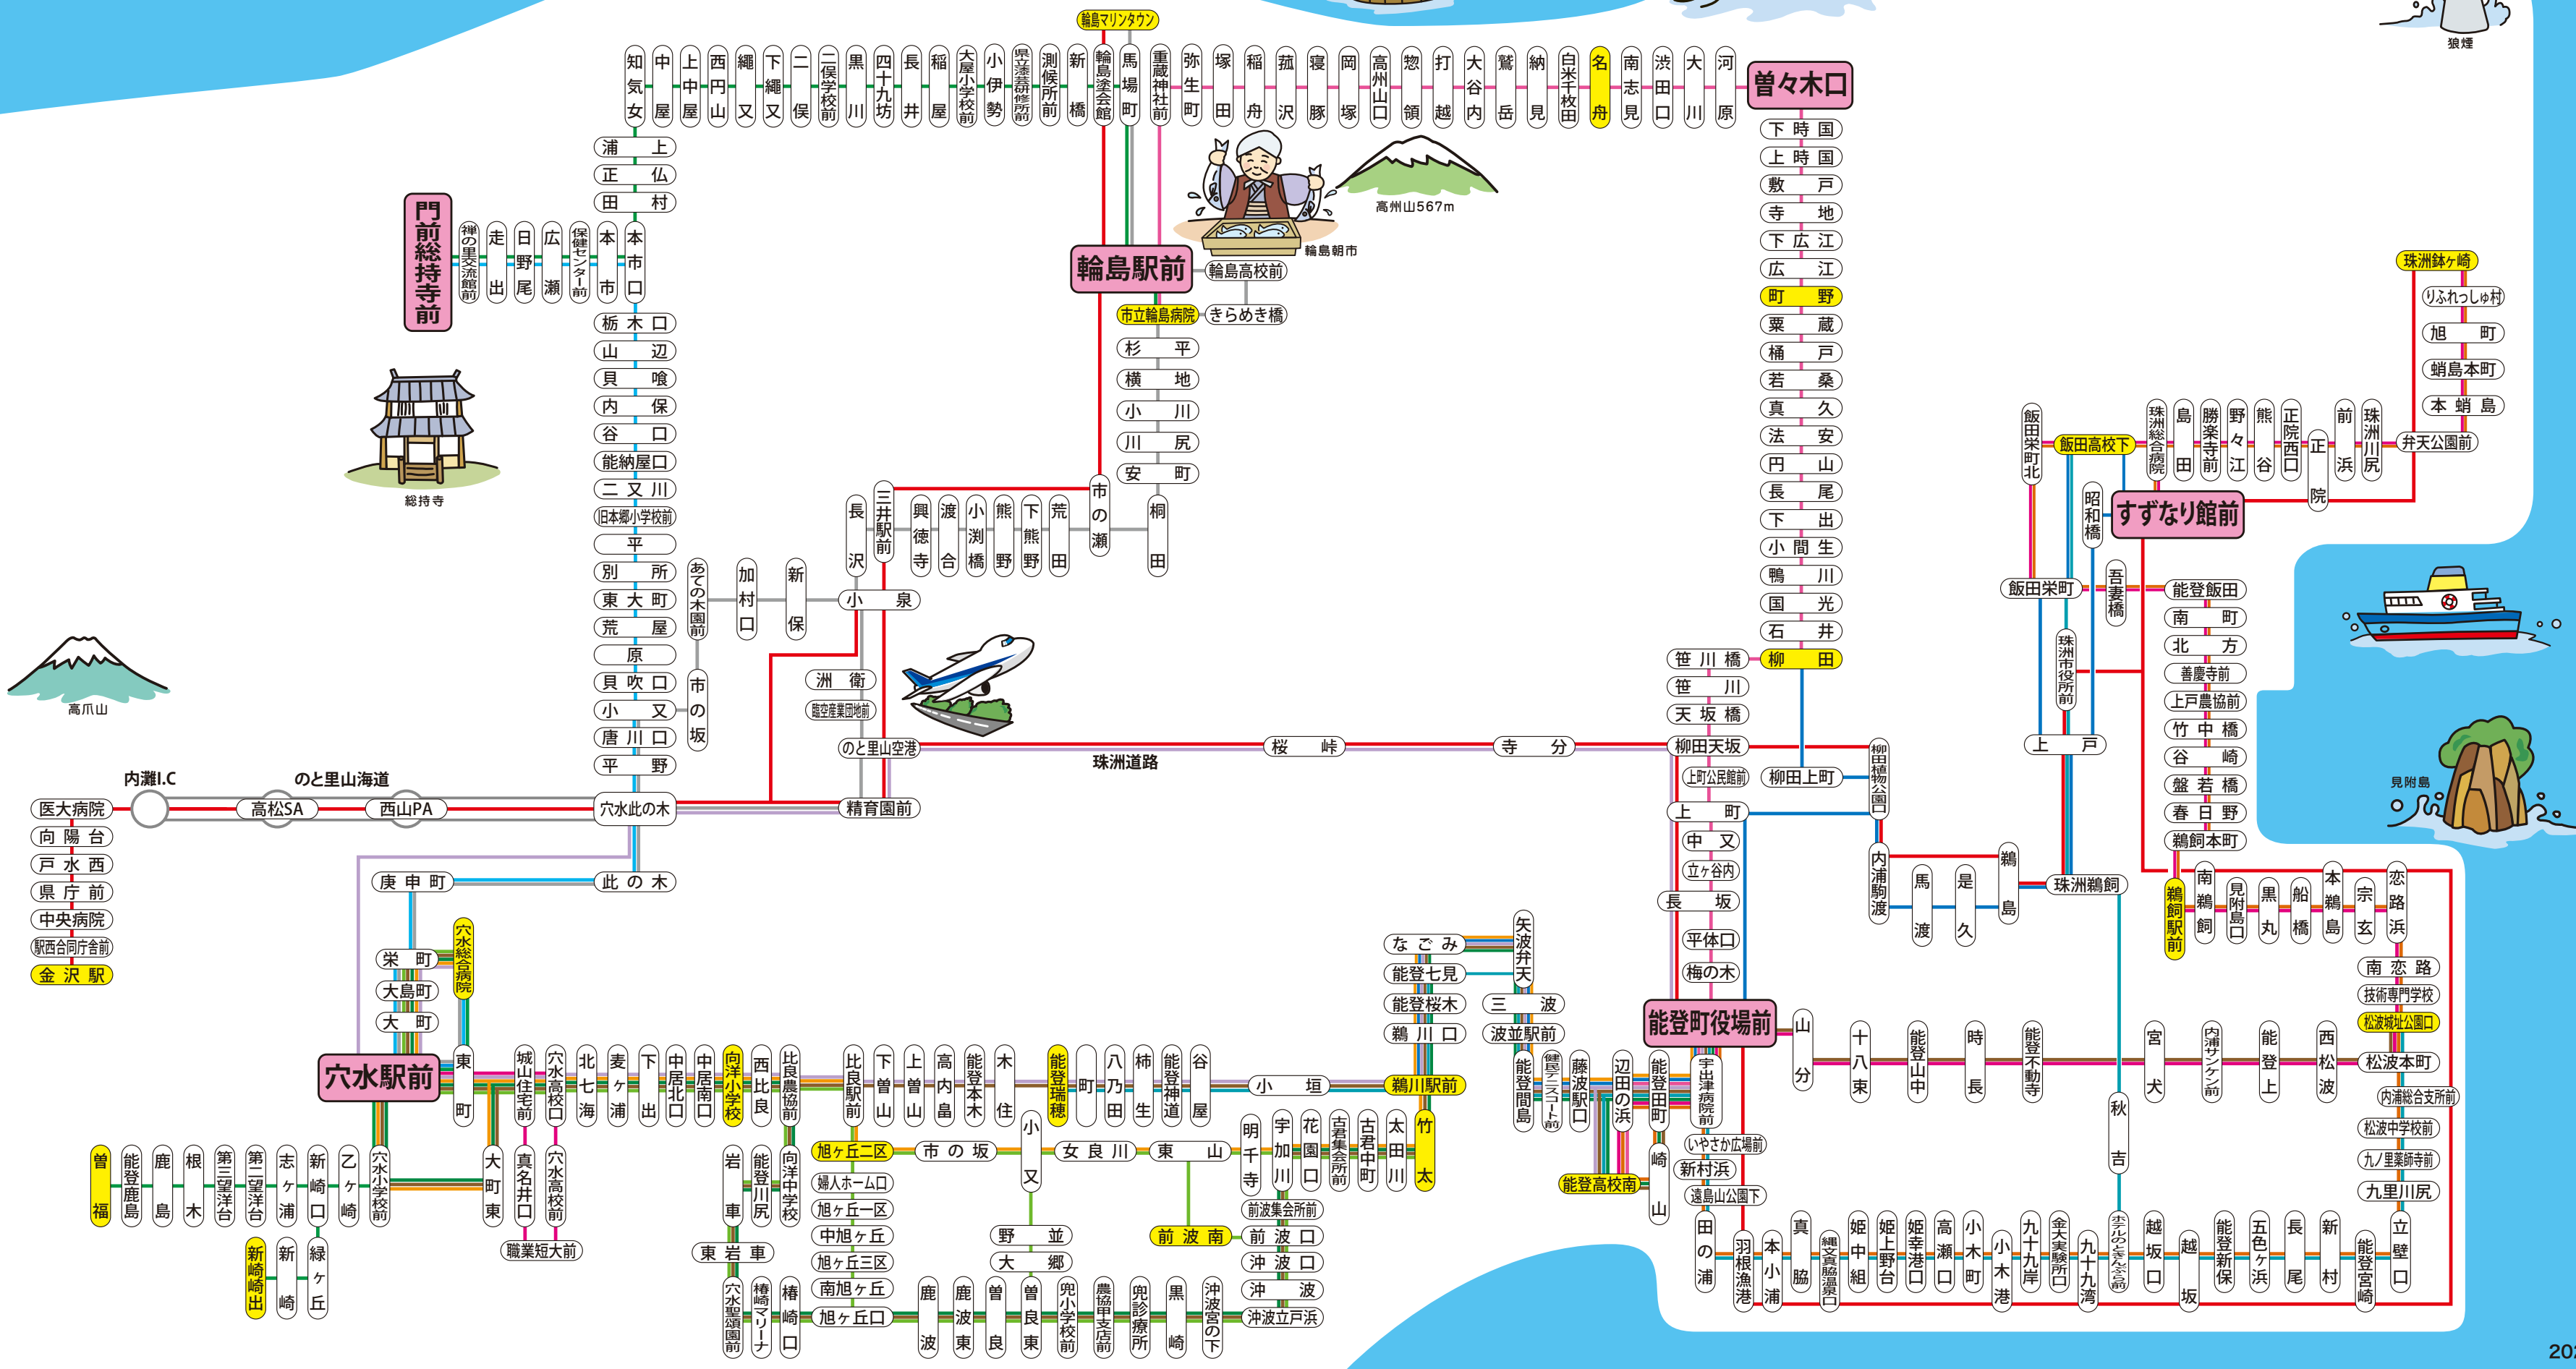 輪島マリンタウン
狼煙
知気女
中屋
上中屋
西円山
縄又
下縄又
二俣
二俣学校前
黒川
四十九坊
長井
稲屋
大屋小学校前
小伊勢
県立漆芸研修所前
測候所前
新橋
輪島塗会館
馬場町
重蔵神社前
弥生町
塚田
稲舟
菰沢
寝豚
岡塚
高州山口
惣領
打越
大谷内
鵞岳
納見
白米千枚田
名舟
南志見
渋田口
大川
河原
曽々木口
浦上
正仏
田村
門前総持寺前
禅の里交流館前
走出
日野尾
広瀬
保健センター前
本市
本市口
総持寺
栃木口
山辺
貝喰
内保
谷口
能納屋口
二又川
旧本郷小学校前
平
別所
東大町
荒屋
原
貝吹口
小又
唐川口
平野
輪島駅前
輪島高校前
市立輪島病院
きらめき橋
輪島朝市
高州山567m
杉平
横地
小川
川尻
安町
桐田
市の瀬
荒田
下熊野
熊野
小渕橋
渡合
興徳寺
三井駅前
長沢
小泉
新保
加村口
あての木園前
市の坂
洲衛
臨空産業団地前
のと里山空港
精育園前
珠洲道路
桜峠
寺分
下時国
上時国
敷戸
寺地
下広江
広江
町野
粟蔵
桶戸
若桑
真久
法安
円山
長尾
下出
小間生
鴨川
国光
石井
柳田
笹川橋
笹川
天坂橋
柳田天坂
上町公民館前
柳田上町
上町
中又
立ヶ谷内
長坂
平体口
梅の木
柳田植物公園口
内浦駒渡
馬渡
是久
鵜島
珠洲鵜飼
珠洲鉢ヶ崎
りふれっしゅ村
旭町
蛸島本町
本蛸島
弁天公園前
飯田栄町北
飯田高校下
珠洲総合病院
島田
勝楽寺前
野々江
熊谷
正院西口
正院
前浜
珠洲川尻
昭和橋
すずなり館前
飯田栄町
吾妻橋
能登飯田
珠洲市役所前
上戸
南町
北方
善慶寺前
上戸農協前
竹中橋
谷崎
盤若橋
春日野
鵜飼本町
鵜飼駅前
南鵜飼
見附島口
黒丸
船橋
本鵜島
宗玄
恋路浜
見附島
南恋路
技術専門学校
松波城址公園口
松波本町
内浦総合支所前
松波中学校前
九ノ里薬師寺前
九里川尻
立壁口
高爪山
内灘I.C
のと里山海道
医大病院
高松SA
西山PA
穴水此の木
向陽台
戸水西
県庁前
中央病院
駅西合同庁舎前
金沢駅
庚申町
此の木
栄町
穴水総合病院
大島町
大町
穴水駅前
東町
城山住宅前
穴水高校口
北七海
麦ヶ浦
下出
中居北口
中居南口
向洋小学校
西比良
比良農協前
比良駅前
下曽山
上曽山
高内畠
能登本木
木住
能登瑞穂
町
八乃田
柿生
能登神道
谷屋
小垣
鵜川駅前
なごみ
能登七見
能登桜木
鵜川口
矢波弁天
三波
波並駅前
能登間島
健民テニスコート前
藤波駅口
辺田の浜
能登田町
能登町役場前
宇出津病院前
山分
十八束
能登山中
時長
能登不動寺
宮犬
内浦サンケン前
能登上
西松波
曽福
能登鹿島
鹿島
根木
第三望洋台
第二望洋台
志ヶ浦
新崎口
乙ヶ崎
穴水小学校前
大町東
真名井口
穴水高校前
職業短大前
新崎崎出
新崎
緑ヶ丘
岩車
能登川尻
向洋中学校
東岩車
穴水聖頌園前
椿崎マリーナ
椿崎口
旭ヶ丘二区
婦人ホーム口
旭ヶ丘一区
中旭ヶ丘
旭ヶ丘三区
南旭ヶ丘
旭ヶ丘口
市の坂
小又
女良川
東山
明千寺
宇加川
花園口
古君集会所前
古君中町
太田川
竹太
野並
大郷
前波南
前波集会所前
前波口
沖波口
沖波
沖波立戸浜
鹿波
鹿波東
曽良
曽良東
兜小学校前
農協甲支店前
兜診療所
黒崎
沖波宮の下
能登高校南
崎山
いやさか広場前
新村浜
遠島山公園下
田の浦
羽根漁港
本小浦
真脇
縄文真脇温泉口
姫中組
姫上野台
姫幸港口
高瀬口
小木町
小木港
九十九岸
金大実験所口
九十九湾
秋吉
ホテルのときんぷら前
越坂口
越坂
能登新保
五色ヶ浜
長尾
新村
能登宮崎
202